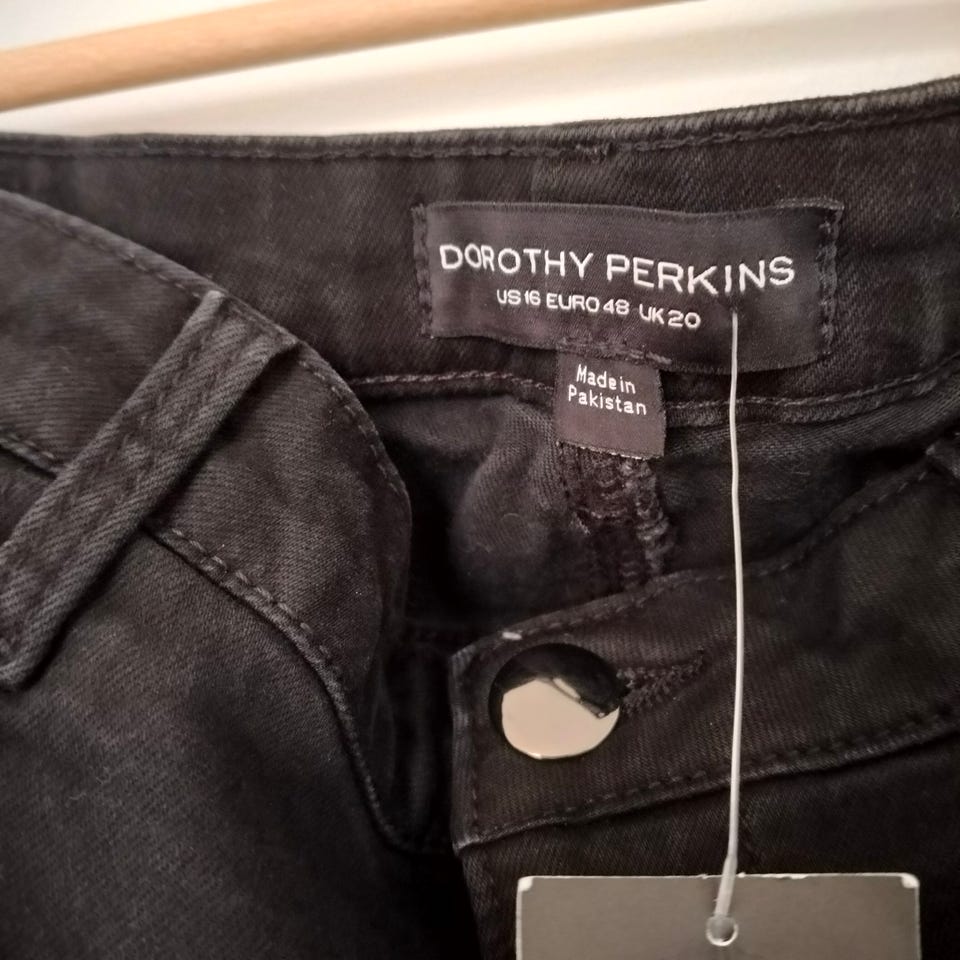 DOROTHY PERKINS
US 16 EURO 48 UK 20
Made in
Pakistan